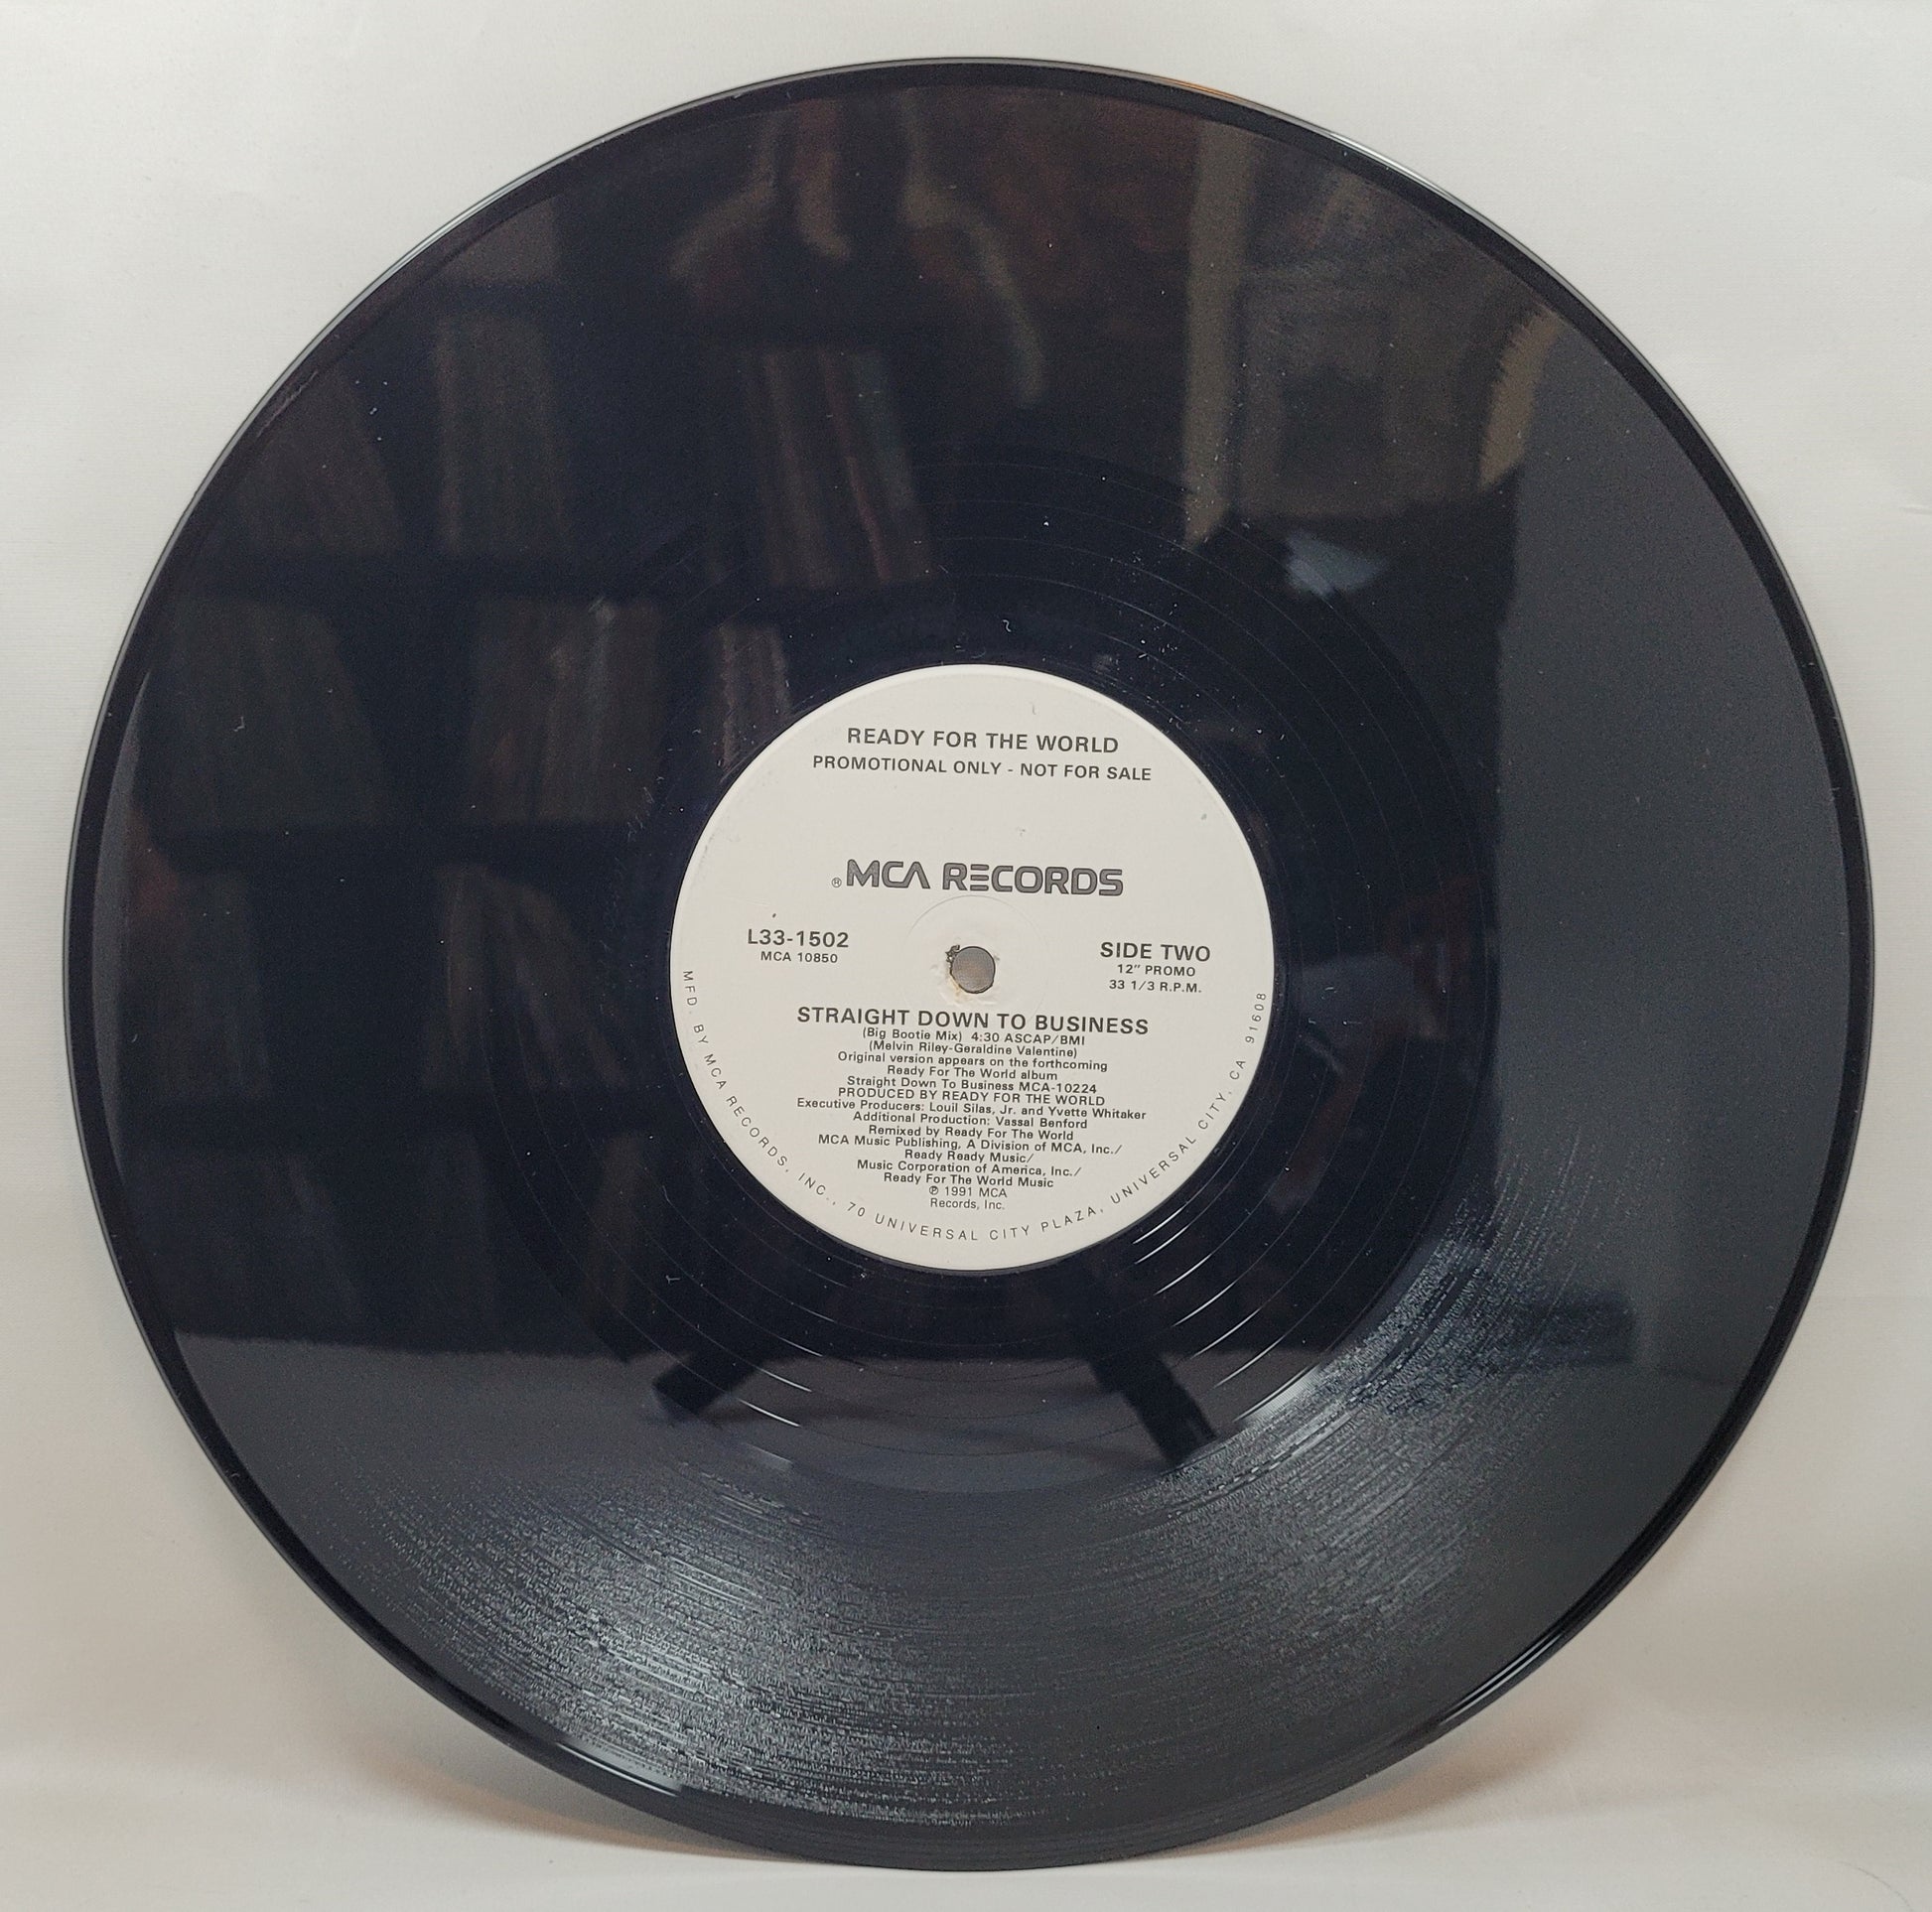 READY FOR THE WORLD
PROMOTIONAL ONLY - NOT FOR SALE
®MCA RECORDS
L33-1502
MCA 10850
SIDE TWO
12" PROMO
33 1/3 R.P.M.
STRAIGHT DOWN TO BUSINESS
(Big Bootie Mix) 4:30 ASCAP/BMI
(Melvin Riley-Geraldine Valentine)
Original version appears on the forthcoming
Ready For The World album
Straight Down To Business MCA-10224
PRODUCED BY READY FOR THE WORLD
Executive Producers: Louil Silas, Jr. and Yvette Whitaker
Additional Production: Vassal Benford
Remixed by Ready For The World
MCA Music Publishing, A Division of MCA, Inc./
Ready Ready Music/
Music Corporation of America, Inc./
Ready For The World Music
℗ 1991 MCA
Records, Inc.
MFD. BY MCA RECORDS, INC., 70 UNIVERSAL CITY PLAZA, UNIVERSAL CITY, CA 91608